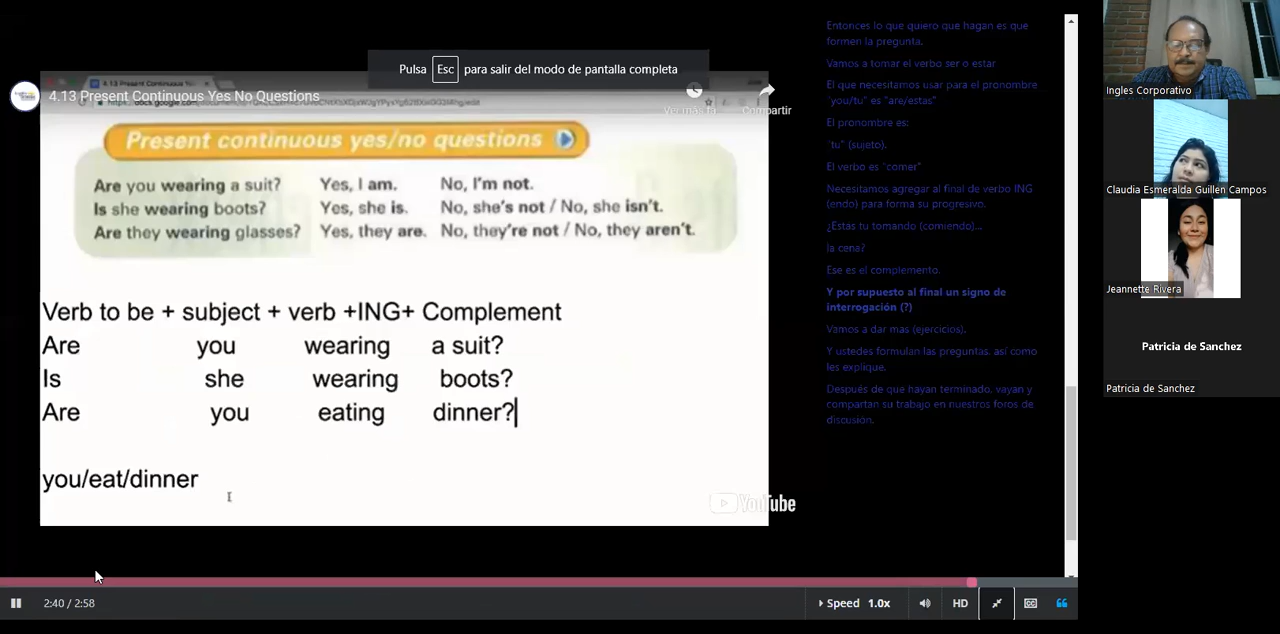 Pulsa Esc para salir del modo de pantalla completa
4.13 Present Continuous Yes No Questions
Compartir
Present continuous yes/no questions
Are you wearing a suit? Yes, I am. No, I'm not.
Is she wearing boots? Yes, she is. No, she's not / No, she isn't.
Are they wearing glasses? Yes, they are. No, they're not / No, they aren't.
Verb to be + subject + verb +ING+ Complement
Are you wearing a suit?
Is she wearing boots?
Are you eating dinner?
you/eat/dinner
YouTube
2:40 / 2:58
Speed 1.0x
HD
CC
Entonces lo que quiero que hagan es que
formen la pregunta.
Vamos a tomar el verbo ser o estar
El que necesitamos usar para el pronombre
"you/tu" es "are/estas"
El pronombre es:
"tu" (sujeto).
El verbo es "comer"
Necesitamos agregar al final de verbo ING
(endo) para forma su progresivo.
¿Estas tu tomando (comiendo)...
la cena?
Ese es el complemento.
Y por supuesto al final un signo de
interrogación (?)
Vamos a dar mas (ejercicios).
Y ustedes formulan las preguntas, así como
les explique.
Después de que hayan terminado, vayan y
compartan su trabajo en nuestros foros de
discusión.
Ingles Corporativo
Claudia Esmeralda Guillen Campos
Jeannette Rivera
Patricia de Sanchez
Patricia de Sanchez